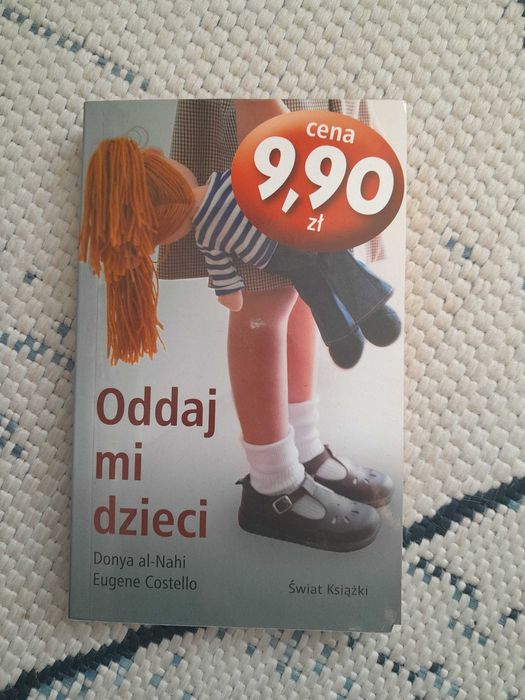 cena
9,90
zł
Oddaj
mi
dzieci
Donya al-Nahi
Eugene Costello
Świat Książki